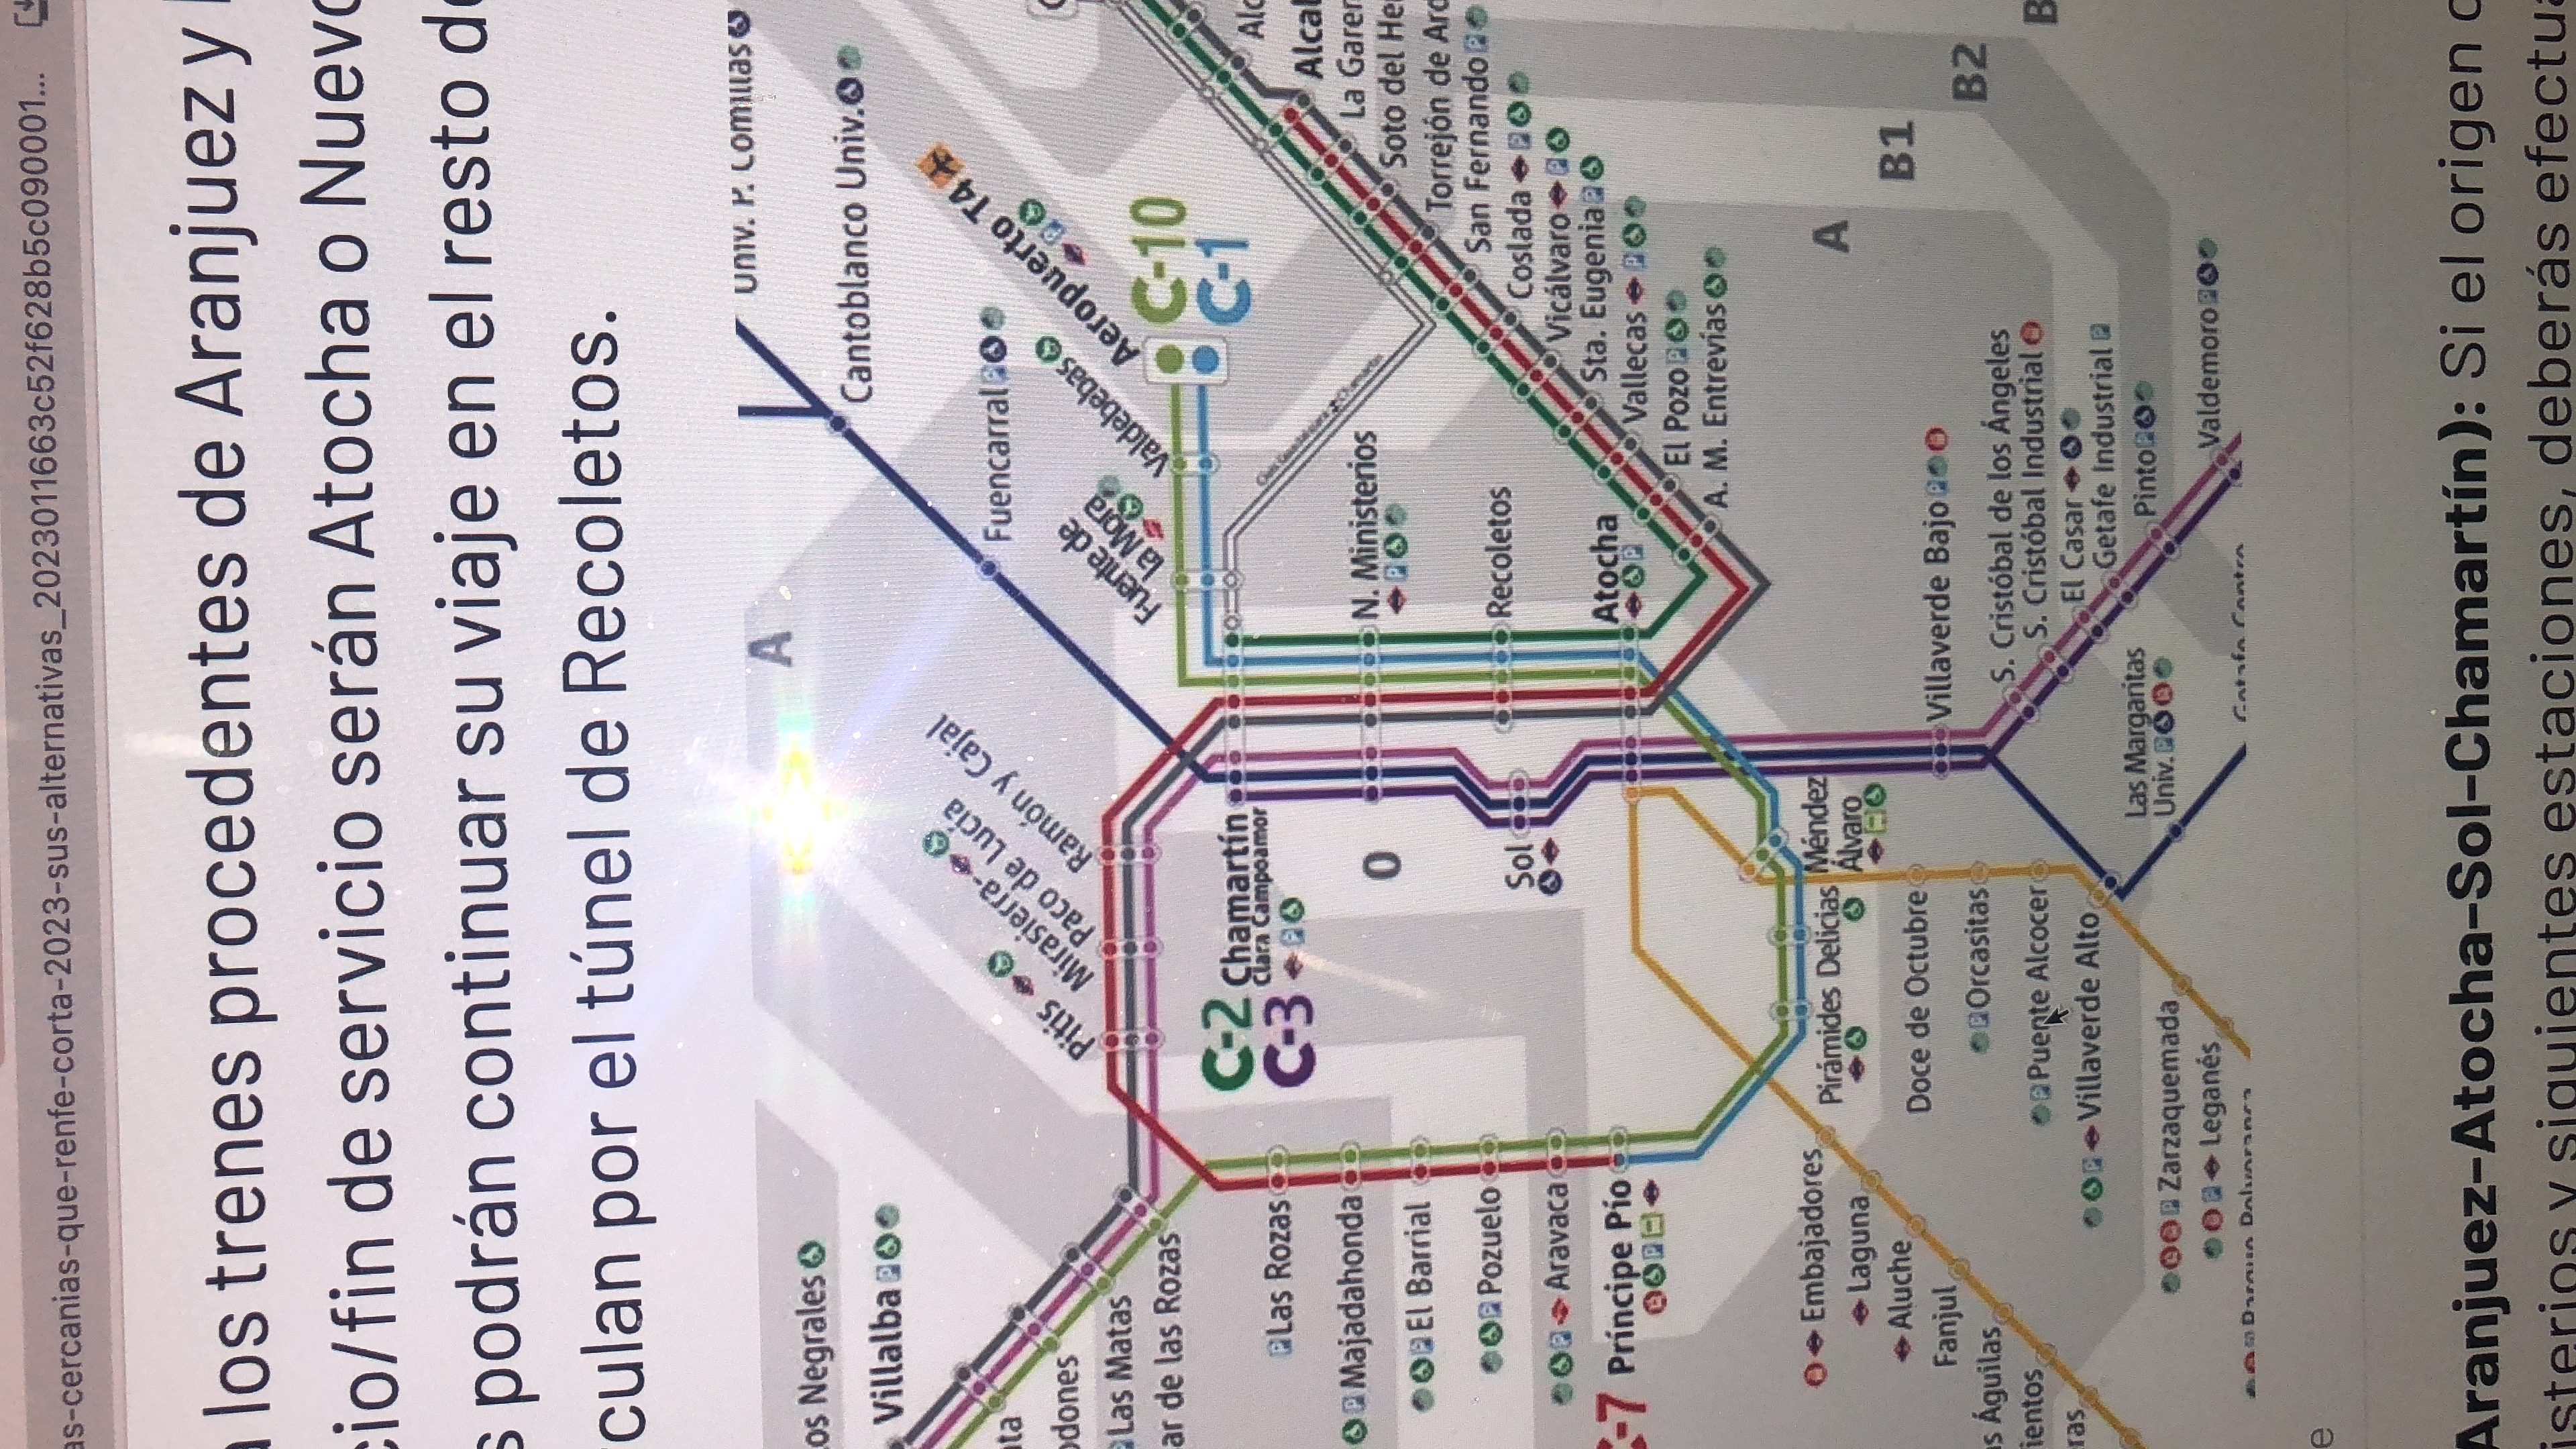 as-cercanias-que-renfe-corta-2023-sus-alternativas_2023011663c52f628b5c090001...
a los trenes procedentes de Aranjuez y
cio/fin de servicio serán Atocha o Nuevo
s podrán continuar su viaje en el resto de
culan por el túnel de Recoletos.
A
Univ. P. Comillas
os Negrales
Cantoblanco Univ.
Villalba
Fuencarral
Pitis
Mirasierra-
Paco de Lucía
Ramón y Cajal
Fuente de
la Mora
Valdebebas
Aeropuerto T4
ta
odones
Las Matas
ar de las Rozas
C-10
C-1
C-2
Chamartín
Clara Campoamor
C-3
Las Rozas
Alc
Alcal
Majadahonda
0
N. Ministerios
La Garen
Soto del He
El Barrial
Torrejón de Ard
Pozuelo
San Fernando
Recoletos
Sol
Coslada
Aravaca
Vicálvaro
Sta. Eugenia
C-7
Príncipe Pío
Atocha
Vallecas
El Pozo
A. M. Entrevías
Embajadores
Pirámides
Delicias
Méndez
Álvaro
A
Laguna
Aluche
B1
Doce de Octubre
Fanjul
Villaverde Bajo
B2
Orcasitas
s Águilas
S. Cristóbal de los Ángeles
ientos
Puente Alcocer
S. Cristóbal Industrial
B
ras
El Casar
Villaverde Alto
Getafe Industrial
Las Margaritas
Univ.
Pinto
Zarzaquemada
Leganés
Valdemoro
Parque Polvoranca
Getafe Centro
e
Aranjuez-Atocha-Sol-Chamartín): Si el origen o
isterios y siguientes estaciones, deberás efectua